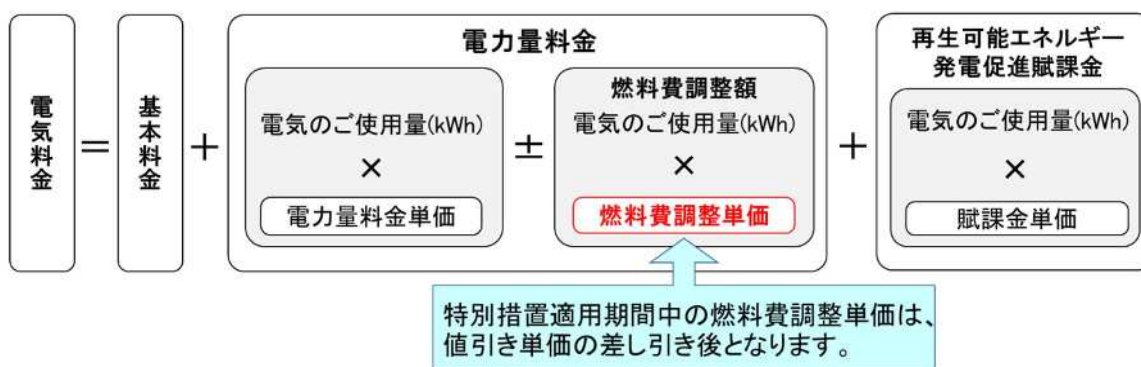 電気料金
＝
基本料金
＋
電力量料金
電気のご使用量(kWh)
×
電力量料金単価
±
燃料費調整額
電気のご使用量(kWh)
×
燃料費調整単価
＋
再生可能エネルギー
発電促進賦課金
電気のご使用量(kWh)
×
賦課金単価
特別措置適用期間中の燃料費調整単価は、
値引き単価の差し引き後となります。